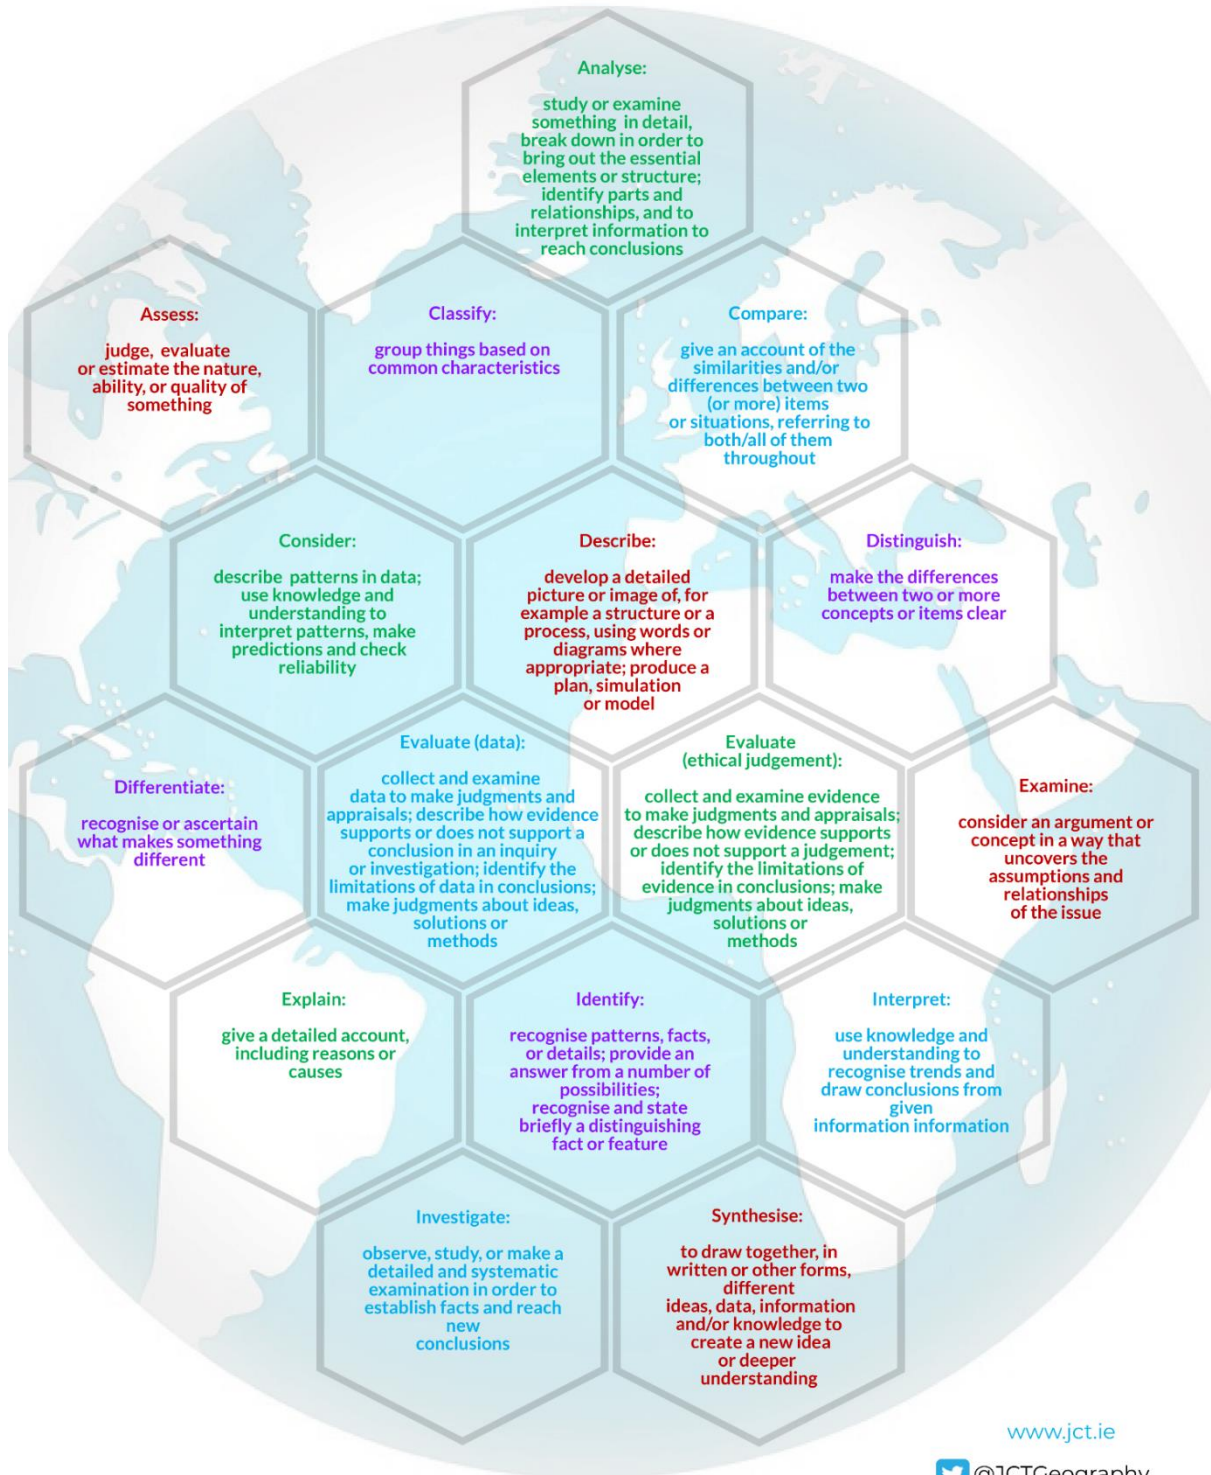 Analyse:
study or examine
something in detail,
break down in order to
bring out the essential
elements or structure;
identify parts and
relationships, and to
interpret information to
reach conclusions
Assess:
judge, evaluate
or estimate the nature,
ability, or quality of
something
Classify:
group things based on
common characteristics
Compare:
give an account of the
similarities and/or
differences between two
(or more) items
or situations, referring to
both/all of them
throughout
Consider:
describe patterns in data;
use knowledge and
understanding to
interpret patterns, make
predictions and check
reliability
Describe:
develop a detailed
picture or image of, for
example a structure or a
process, using words or
diagrams where
appropriate; produce a
plan, simulation
or model
Distinguish:
make the differences
between two or more
concepts or items clear
Differentiate:
recognise or ascertain
what makes something
different
Evaluate (data):
collect and examine
data to make judgments and
appraisals; describe how evidence
supports or does not support a
conclusion in an inquiry
or investigation; identify the
limitations of data in conclusions;
make judgments about ideas,
solutions or
methods
Evaluate
(ethical judgement):
collect and examine evidence
to make judgments and appraisals;
describe how evidence supports
or does not support a judgement;
identify the limitations of
evidence in conclusions; make
judgments about ideas,
solutions or
methods
Examine:
consider an argument or
concept in a way that
uncovers the
assumptions and
relationships
of the issue
Explain:
give a detailed account,
including reasons or
causes
Identify:
recognise patterns, facts,
or details; provide an
answer from a number of
possibilities;
recognise and state
briefly a distinguishing
fact or feature
Interpret:
use knowledge and
understanding to
recognise trends and
draw conclusions from
given
information information
Investigate:
observe, study, or make a
detailed and systematic
examination in order to
establish facts and reach
new
conclusions
Synthesise:
to draw together, in
written or other forms,
different
ideas, data, information
and/or knowledge to
create a new idea
or deeper
understanding
www.jct.ie
@JCTGeography